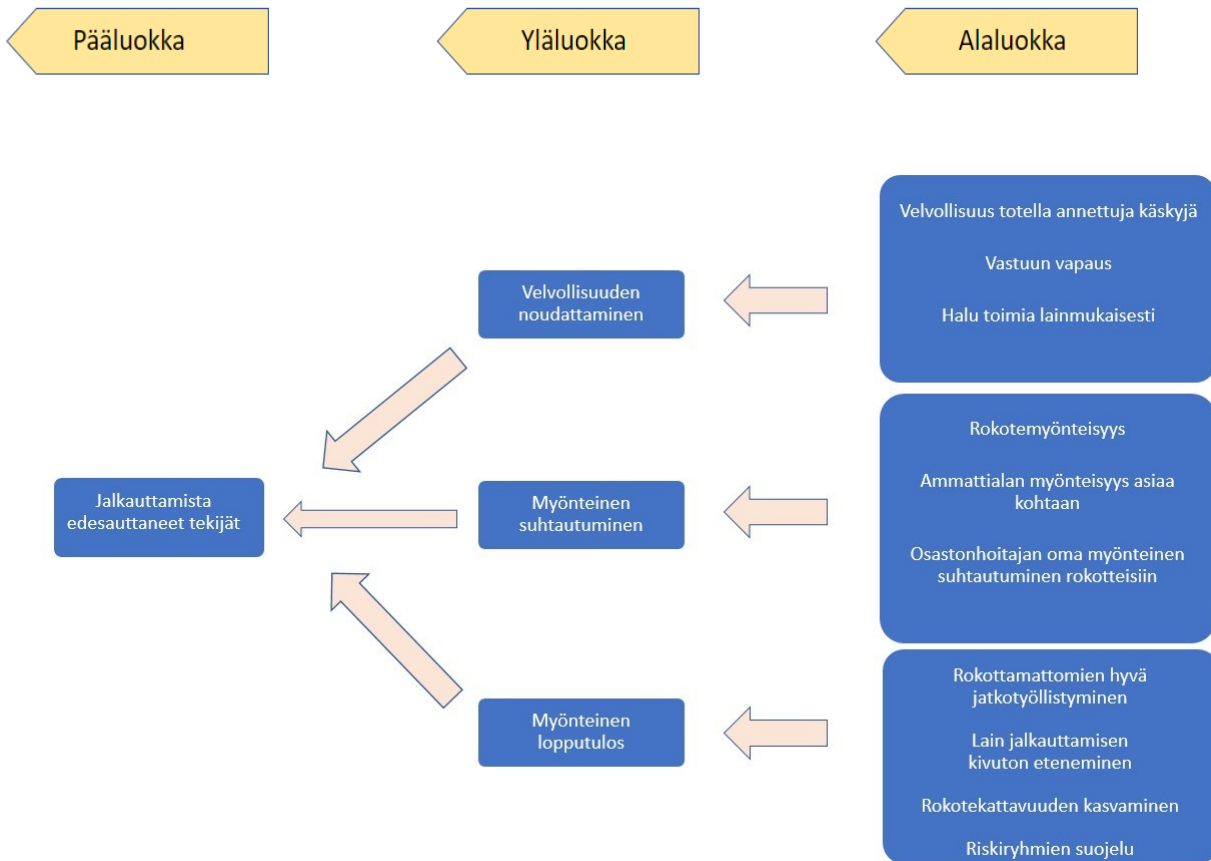 Pääluokka
Yläluokka
Alaluokka
Velvollisuus totella annettuja käskyjä
Vastuun vapaus
Halu toimia lainmukaisesti
Velvollisuuden
noudattaminen
Rokotemyönteisyys
Ammattialan myönteisyys asiaa
kohtaan
Osastonhoitajan oma myönteinen
suhtautuminen rokotteisiin
Myönteinen
suhtautuminen
Jalkauttamista
edesauttaneet tekijät
Rokottamattomien hyvä
jatkotyöllistyminen
Lain jalkauttamisen
kivuton eteneminen
Rokotekattavuuden kasvaminen
Riskiryhmien suojelu
Myönteinen
lopputulos